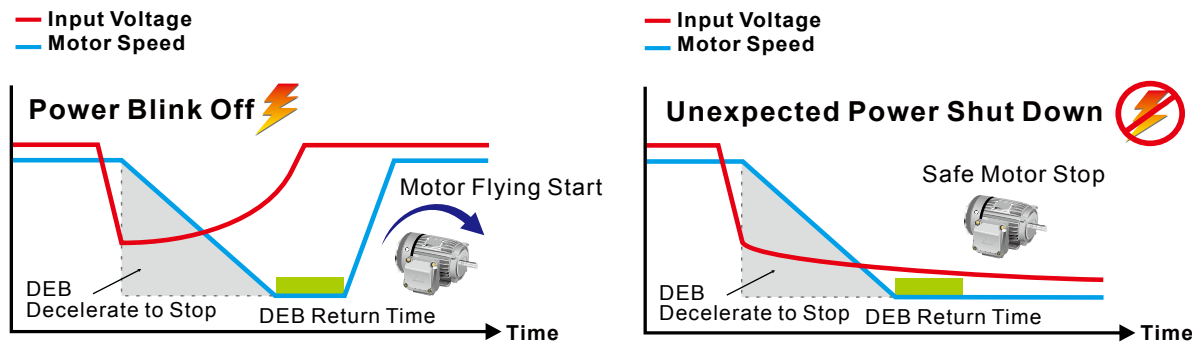 Input Voltage
Motor Speed
Power Blink Off
Motor Flying Start
DEB
Decelerate to Stop
DEB Return Time
Time
Input Voltage
Motor Speed
Unexpected Power Shut Down
Safe Motor Stop
DEB
Decelerate to Stop
DEB Return Time
Time